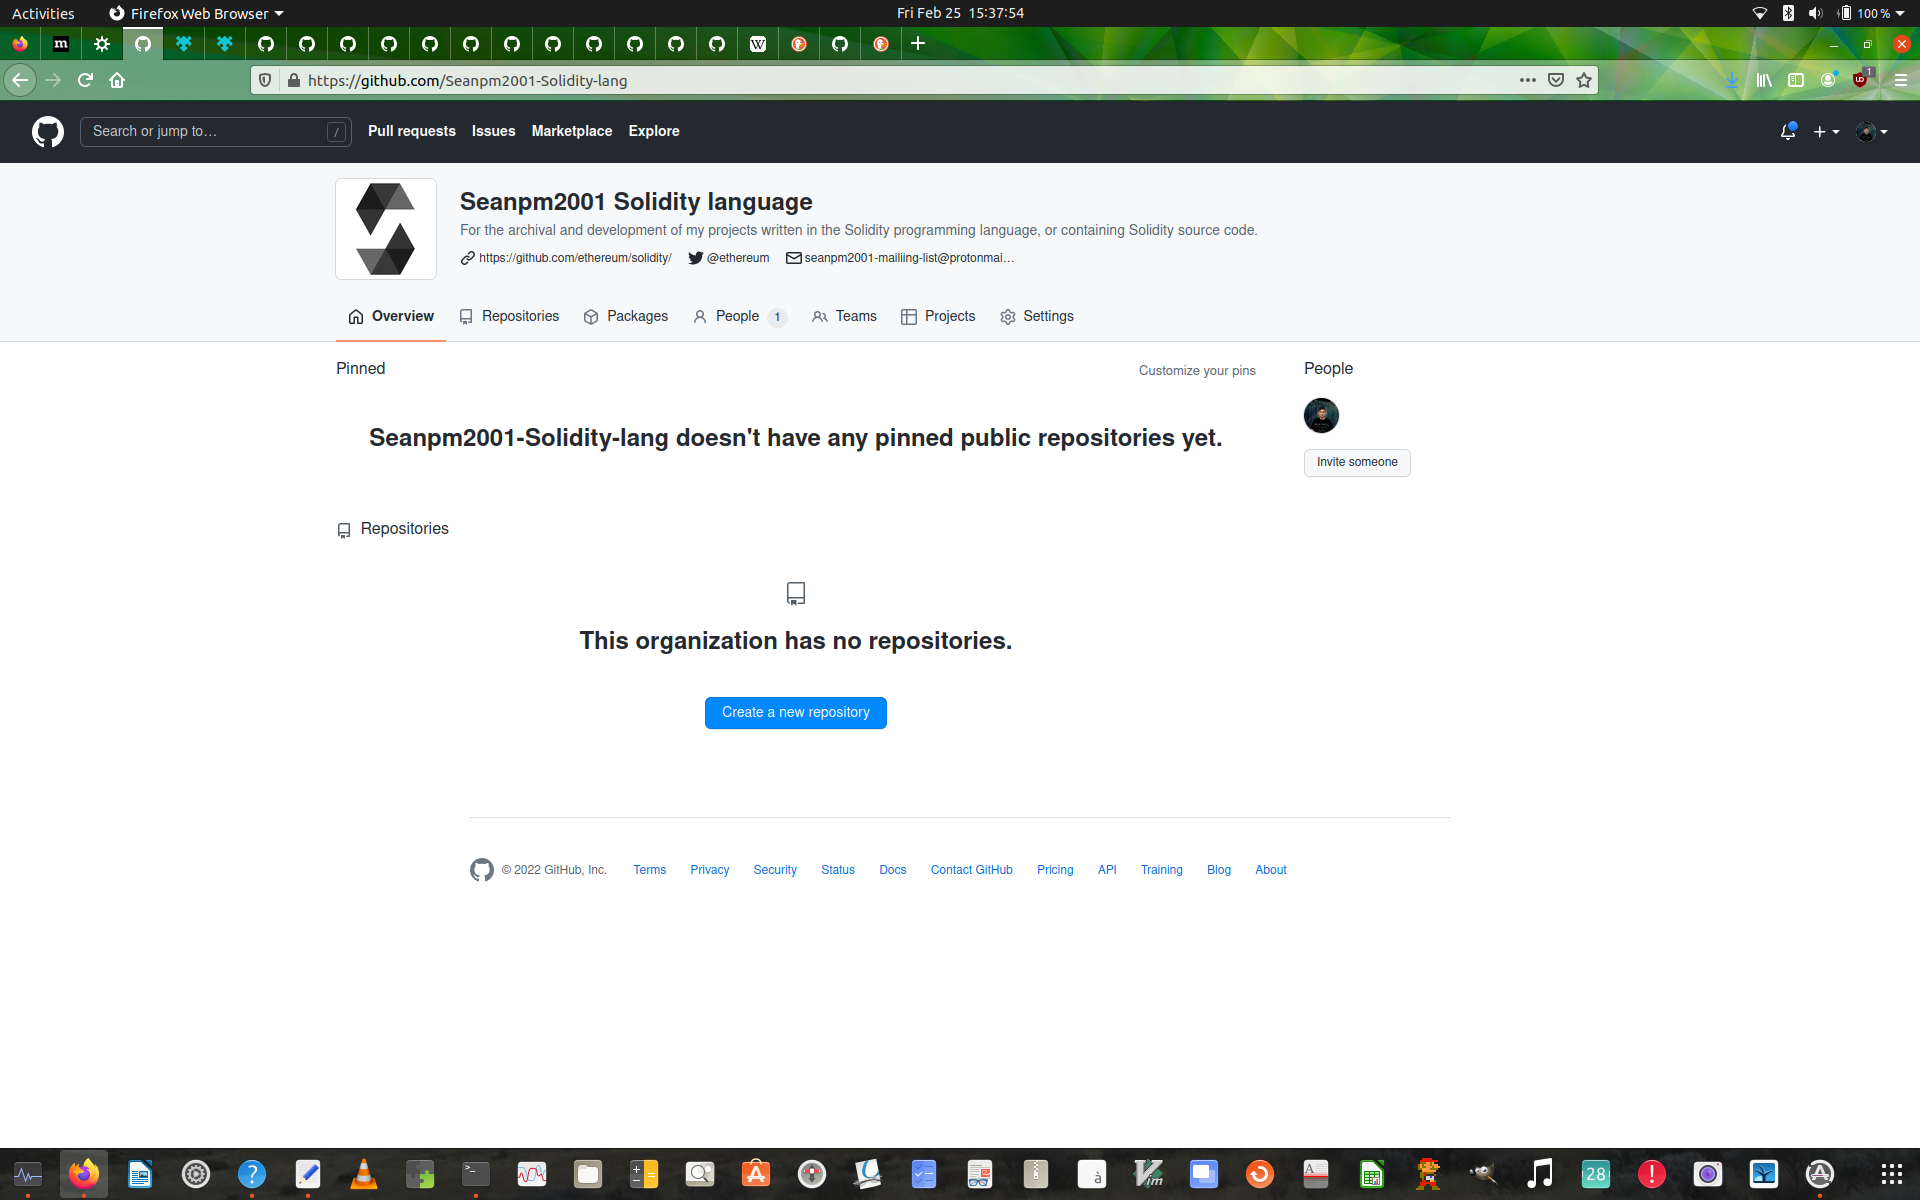 Activities
Firefox Web Browser
Fri Feb 25 15:37:54
100 %
m
W
https://github.com/Seanpm2001-Solidity-lang
1
Search or jump to…
/
Pull requests
Issues
Marketplace
Explore
Seanpm2001 Solidity language
For the archival and development of my projects written in the Solidity programming language, or containing Solidity source code.
https://github.com/ethereum/solidity/
@ethereum
seanpm2001-mailiing-list@protonmai…
Overview
Repositories
Packages
People 1
Teams
Projects
Settings
Pinned
Customize your pins
People
Seanpm2001-Solidity-lang doesn't have any pinned public repositories yet.
Invite someone
Repositories
This organization has no repositories.
Create a new repository
© 2022 GitHub, Inc.
Terms
Privacy
Security
Status
Docs
Contact GitHub
Pricing
API
Training
Blog
About
?
>_
à
Vim
A
28
!